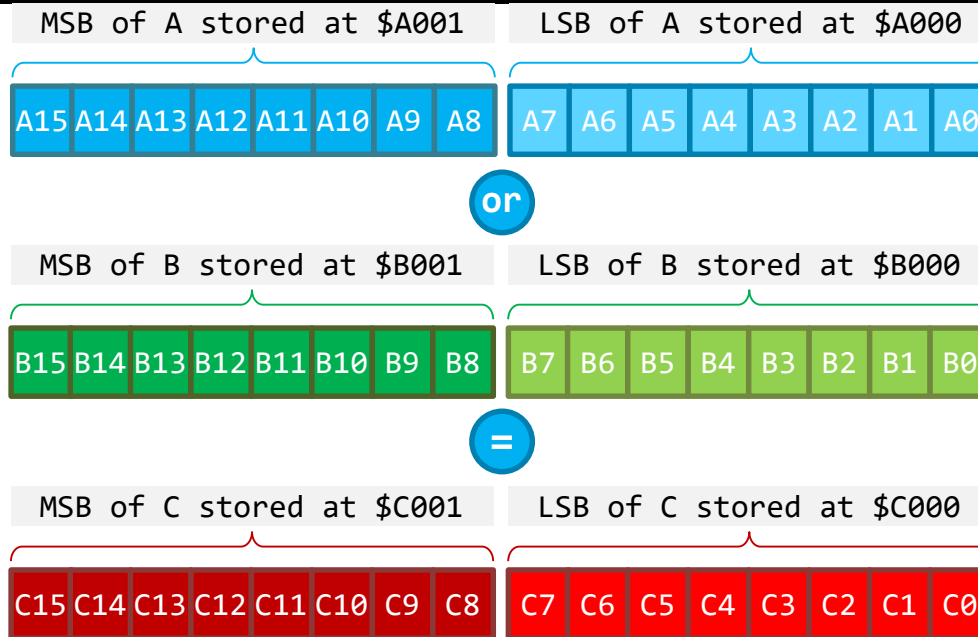 MSB of A stored at $A001 LSB of A stored at $A000
A15 A14 A13 A12 A11 A10 A9 A8 A7 A6 A5 A4 A3 A2 A1 A0
or
MSB of B stored at $B001 LSB of B stored at $B000
B15 B14 B13 B12 B11 B10 B9 B8 B7 B6 B5 B4 B3 B2 B1 B0
=
MSB of C stored at $C001 LSB of C stored at $C000
C15 C14 C13 C12 C11 C10 C9 C8 C7 C6 C5 C4 C3 C2 C1 C0